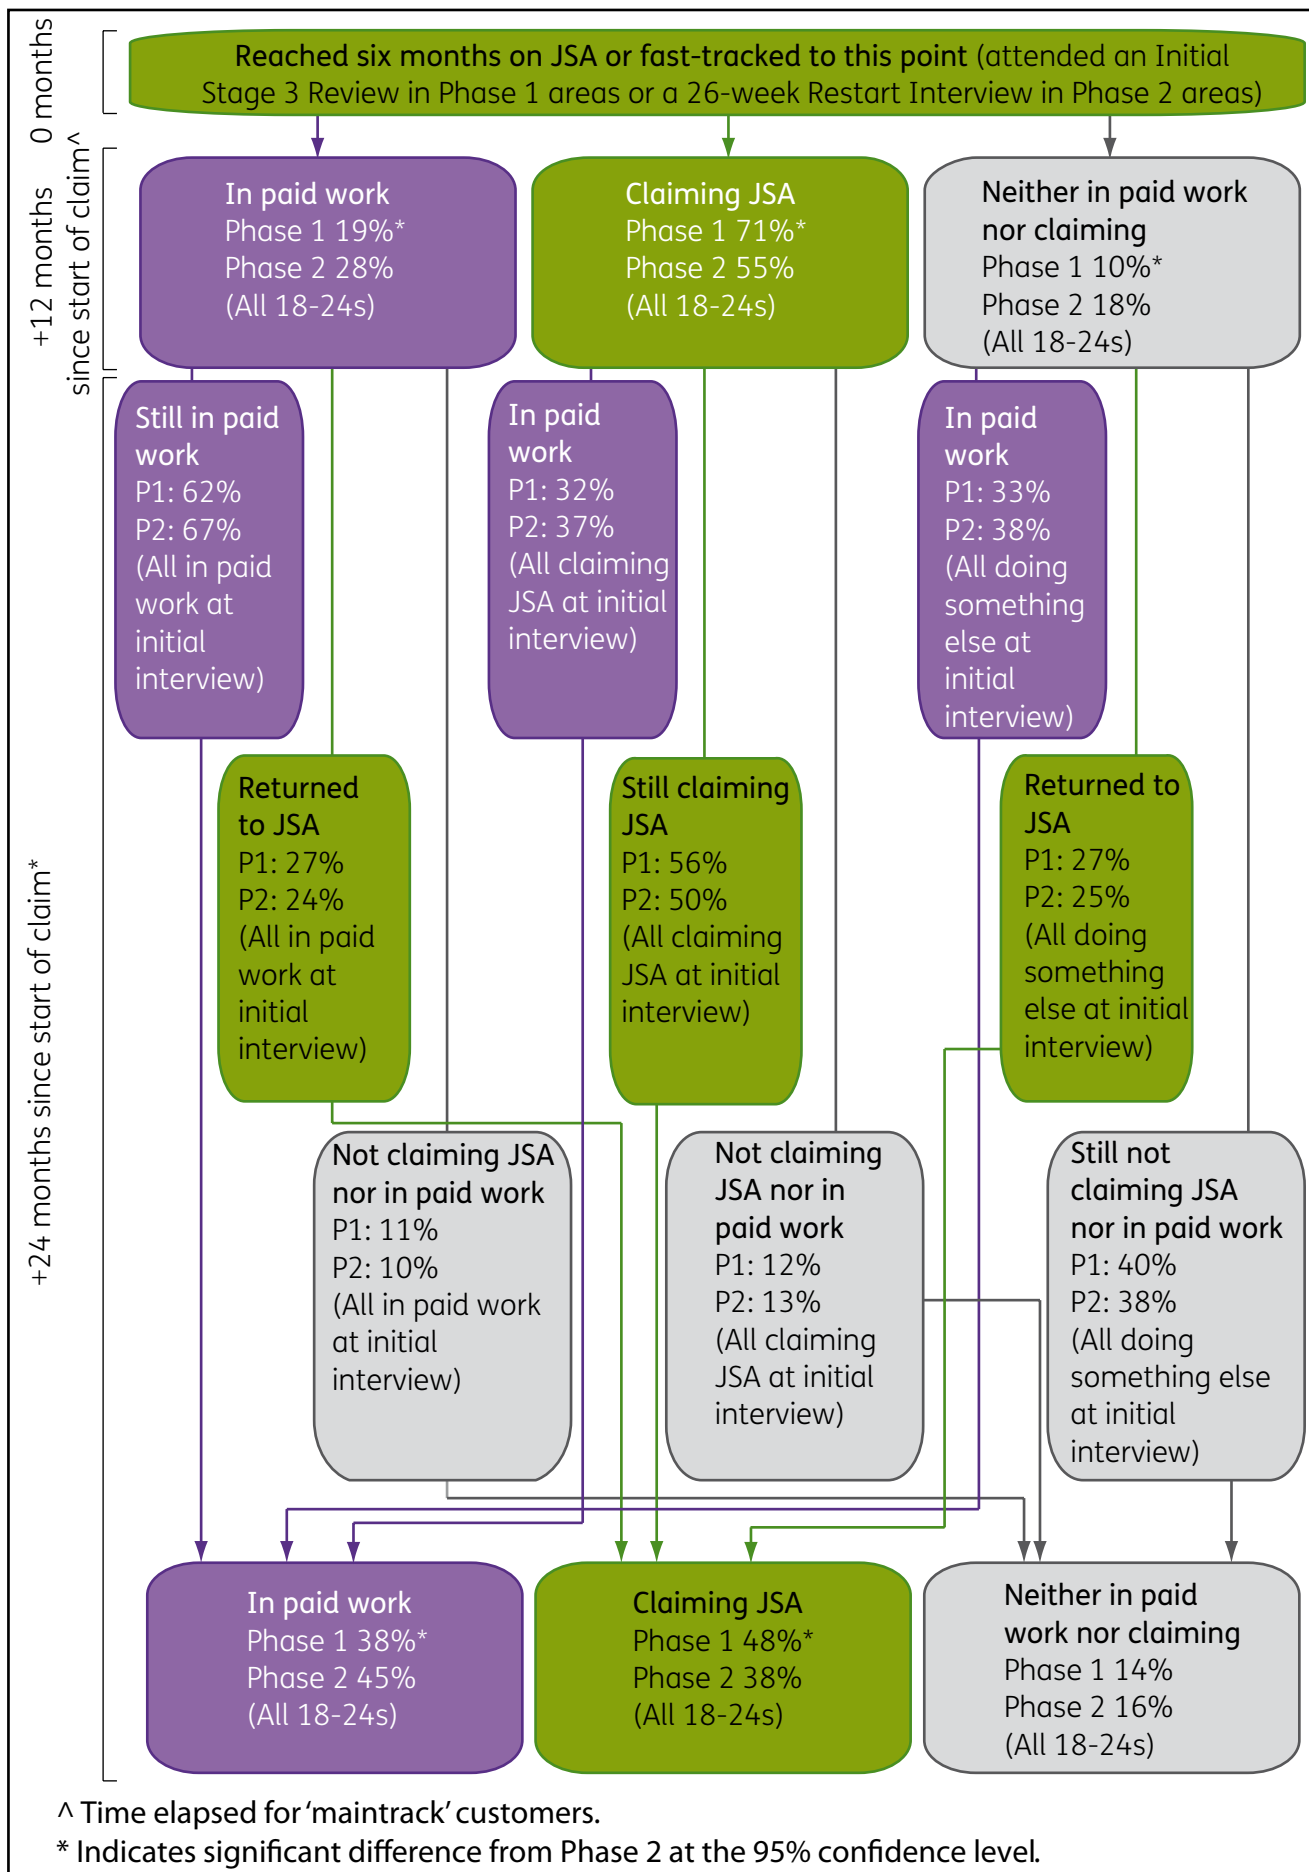 0 months
Reached six months on JSA or fast-tracked to this point (attended an Initial
Stage 3 Review in Phase 1 areas or a 26-week Restart Interview in Phase 2 areas)
+12 months
since start of claim^
In paid work
Phase 1 19%*
Phase 2 28%
(All 18-24s)
Claiming JSA
Phase 1 71%*
Phase 2 55%
(All 18-24s)
Neither in paid work
nor claiming
Phase 1 10%*
Phase 2 18%
(All 18-24s)
+24 months since start of claim*
Still in paid
work
P1: 62%
P2: 67%
(All in paid
work at
initial
interview)
In paid
work
P1: 32%
P2: 37%
(All claiming
JSA at initial
interview)
In paid
work
P1: 33%
P2: 38%
(All doing
something
else at
initial
interview)
Returned
to JSA
P1: 27%
P2: 24%
(All in paid
work at
initial
interview)
Still claiming
JSA
P1: 56%
P2: 50%
(All claiming
JSA at initial
interview)
Returned to
JSA
P1: 27%
P2: 25%
(All doing
something
else at initial
interview)
Not claiming JSA
nor in paid work
P1: 11%
P2: 10%
(All in paid work
at initial
interview)
Not claiming
JSA nor in
paid work
P1: 12%
P2: 13%
(All claiming
JSA at initial
interview)
Still not
claiming JSA
nor in paid work
P1: 40%
P2: 38%
(All doing
something else
at initial
interview)
In paid work
Phase 1 38%*
Phase 2 45%
(All 18-24s)
Claiming JSA
Phase 1 48%*
Phase 2 38%
(All 18-24s)
Neither in paid
work nor claiming
Phase 1 14%
Phase 2 16%
(All 18-24s)
^ Time elapsed for ‘maintrack’ customers.
* Indicates significant difference from Phase 2 at the 95% confidence level.